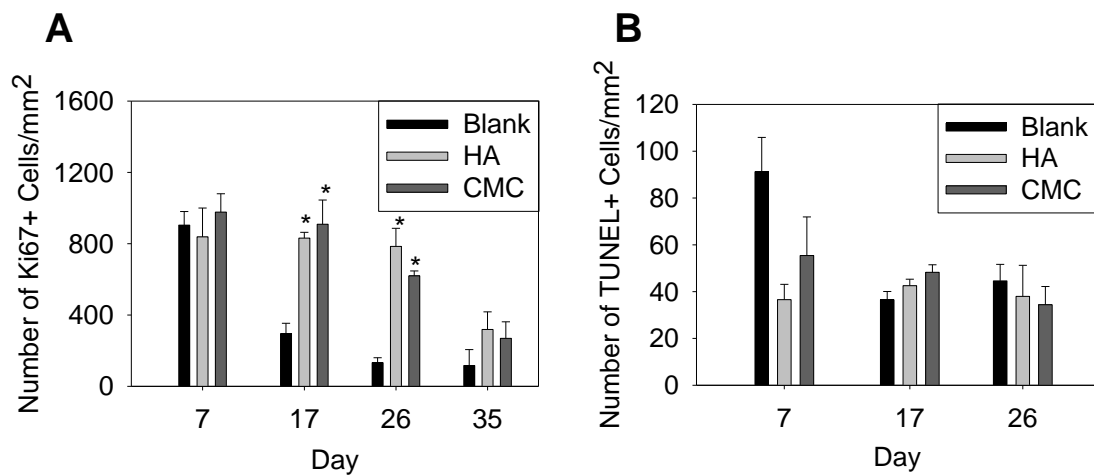 A
Number of Ki67+ Cells/mm²
1600
1200
800
400
0
Blank
HA
CMC
* *
* *
7 17 26 35
Day
B
Number of TUNEL+ Cells/mm²
120
100
80
60
40
20
0
Blank
HA
CMC
7 17 26
Day